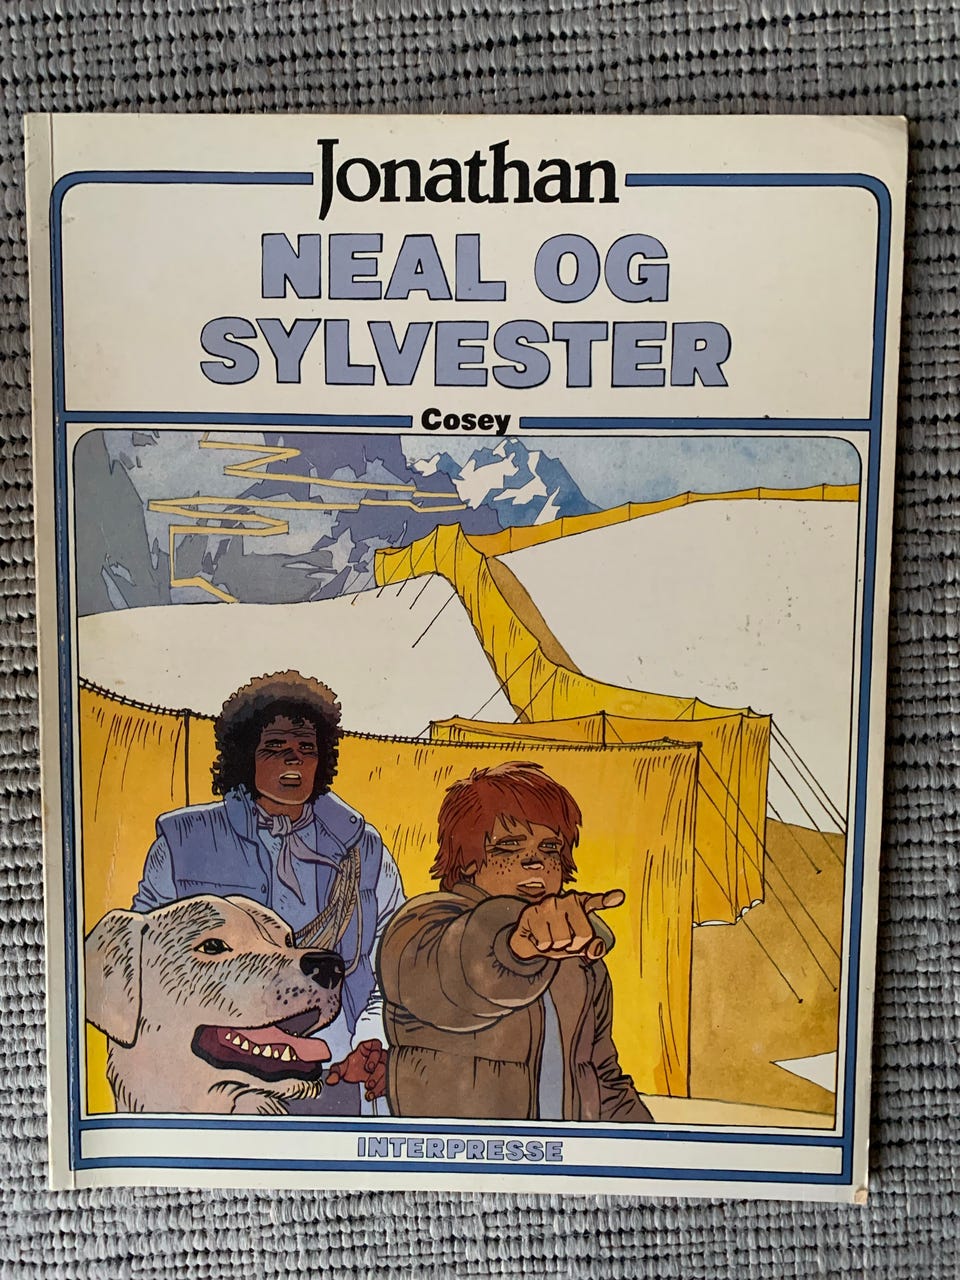 Jonathan
NEAL OG
SYLVESTER
Cosey
INTERPRESSE